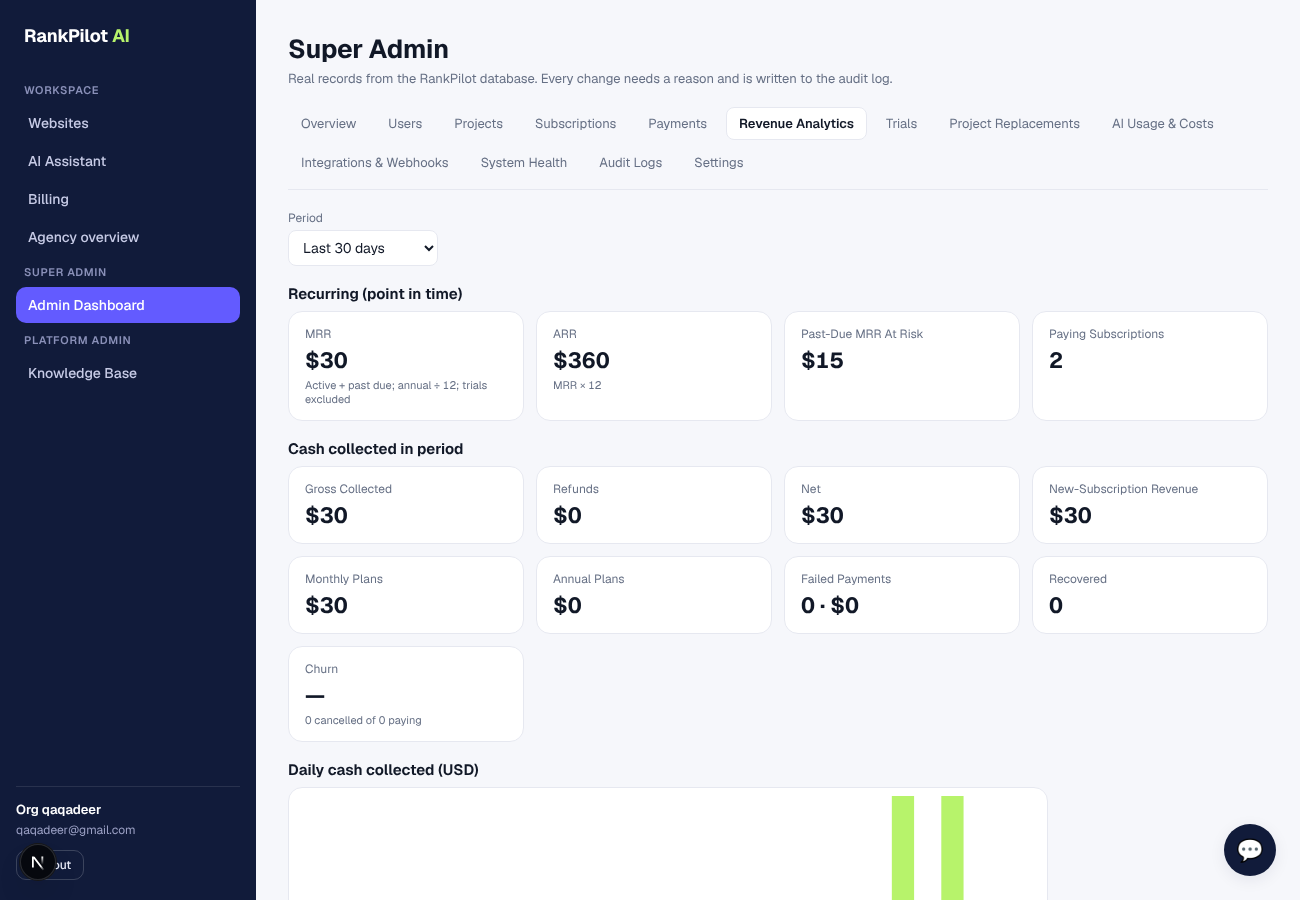 RankPilot AI
WORKSPACE
Websites
AI Assistant
Billing
Agency overview
SUPER ADMIN
Admin Dashboard
PLATFORM ADMIN
Knowledge Base
Org qaqadeer
qaqadeer@gmail.com
N
out
Super Admin
Real records from the RankPilot database. Every change needs a reason and is written to the audit log.
Overview Users Projects Subscriptions Payments Revenue Analytics Trials Project Replacements AI Usage & Costs
Integrations & Webhooks System Health Audit Logs Settings
Period
Last 30 days
Recurring (point in time)
MRR
$30
Active + past due; annual ÷ 12; trials
excluded
ARR
$360
MRR × 12
Past-Due MRR At Risk
$15
Paying Subscriptions
2
Cash collected in period
Gross Collected
$30
Refunds
$0
Net
$30
New-Subscription Revenue
$30
Monthly Plans
$30
Annual Plans
$0
Failed Payments
0 · $0
Recovered
0
Churn
—
0 cancelled of 0 paying
Daily cash collected (USD)